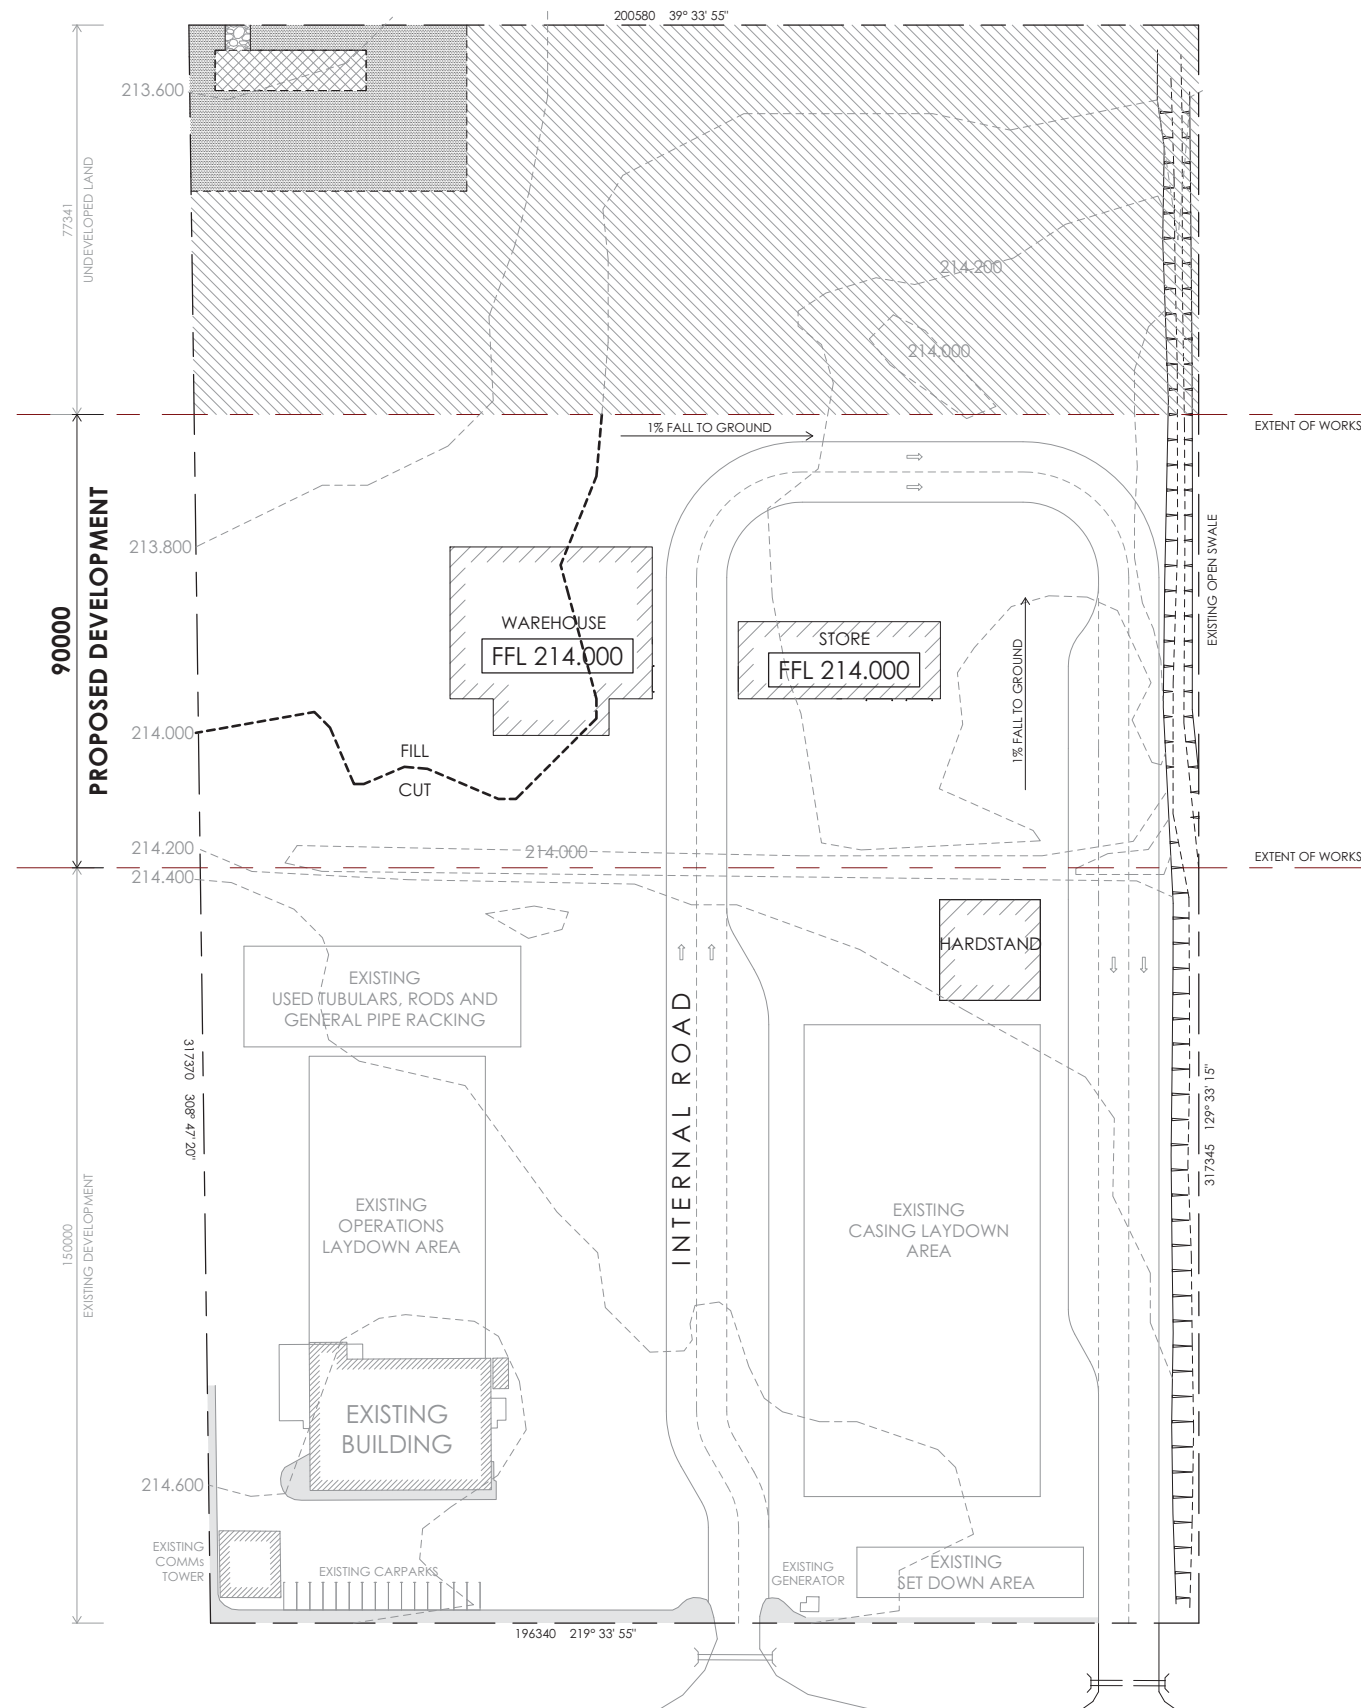 200580 39° 33' 55"
213.600
77341
UNDEVELOPED LAND
214.200
214.000
EXTENT OF WORKS
1% FALL TO GROUND
213.800
90000
PROPOSED DEVELOPMENT
WAREHOUSE
FFL 214.000
STORE
FFL 214.000
1% FALL TO GROUND
EXISTING OPEN SWALE
214.000
FILL
CUT
214.200
214.000
EXTENT OF WORKS
214.400
HARDSTAND
EXISTING
USED TUBULARS, RODS AND
GENERAL PIPE RACKING
INTERNAL ROAD
317370 308° 47' 20"
317345 129° 33' 15"
150000
EXISTING DEVELOPMENT
EXISTING
OPERATIONS
LAYDOWN AREA
EXISTING
CASING LAYDOWN
AREA
EXISTING
BUILDING
214.600
EXISTING
COMMs
TOWER
EXISTING CARPARKS
EXISTING
GENERATOR
EXISTING
SET DOWN AREA
196340 219° 33' 55"